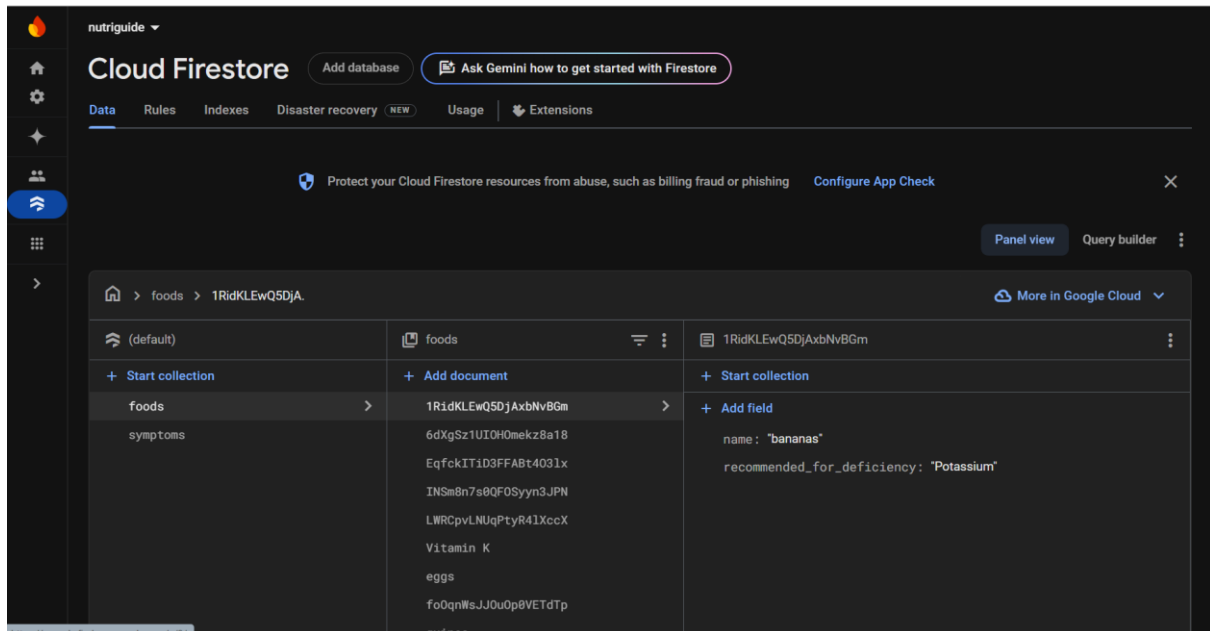 nutriguide
Cloud Firestore
Add database
Ask Gemini how to get started with Firestore
Data
Rules
Indexes
Disaster recovery
NEW
Usage
Extensions
Protect your Cloud Firestore resources from abuse, such as billing fraud or phishing
Configure App Check
Panel view
Query builder
foods
1RidKLEwQ5DjA.
More in Google Cloud
(default)
foods
1RidKLEwQ5DjAxbNvBGm
+ Start collection
+ Add document
+ Start collection
foods
1RidKLEwQ5DjAxbNvBGm
+ Add field
symptoms
6dXgSz1UIOHOmekz8a18
name: "bananas"
EqfckITiD3FFABt4O3lx
recommended_for_deficiency: "Potassium"
INSm8n7s0QFOSyyn3JPN
LWRCpvLNUqPtyR4lXccX
Vitamin K
eggs
foOqnWsJJOuOp0VETdTp